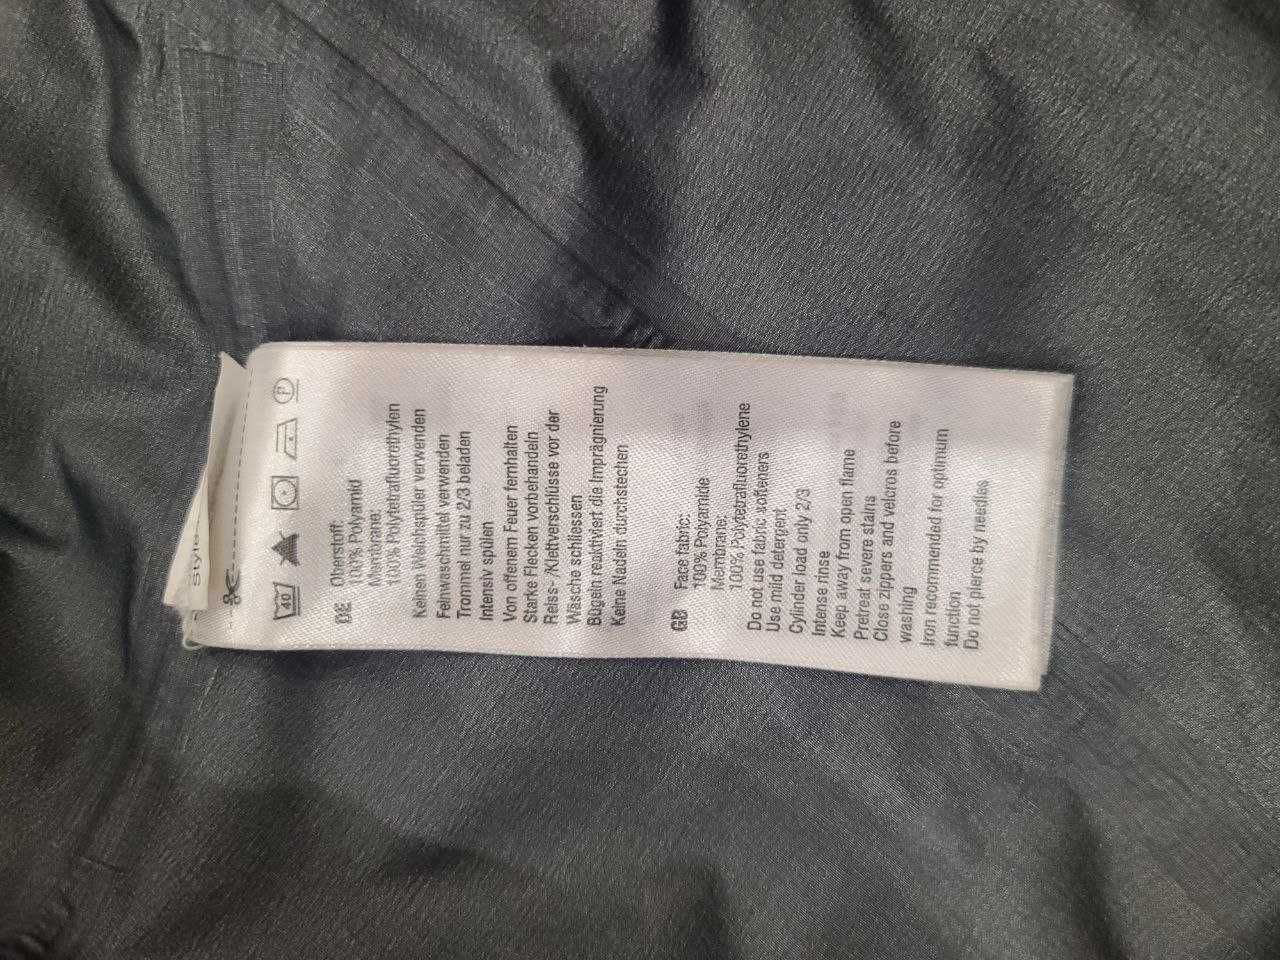 Style
40
P
DE Oberstoff:
100% Polyamid
Membrane:
100% Polytetrafluorethylen
Keinen Weichspüler verwenden
Feinwaschmittel verwenden
Trommel nur zu 2/3 beladen
Intensiv spülen
Von offenem Feuer fernhalten
Starke Flecken vorbehandeln
Reiss- /Klettverschlüsse vor der
Wäsche schliessen
Bügeln reaktiviert die Imprägnierung
Keine Nadeln durchstechen
GB Face fabric:
100% Polyamide
Membrane:
100% Polytetrafluorethylene
Do not use fabric softeners
Use mild detergent
Cylinder load only 2/3
Intense rinse
Keep away from open flame
Pretreat severe stains
Close zippers and velcros before
washing
Iron recommended for optimum
function
Do not pierce by needles